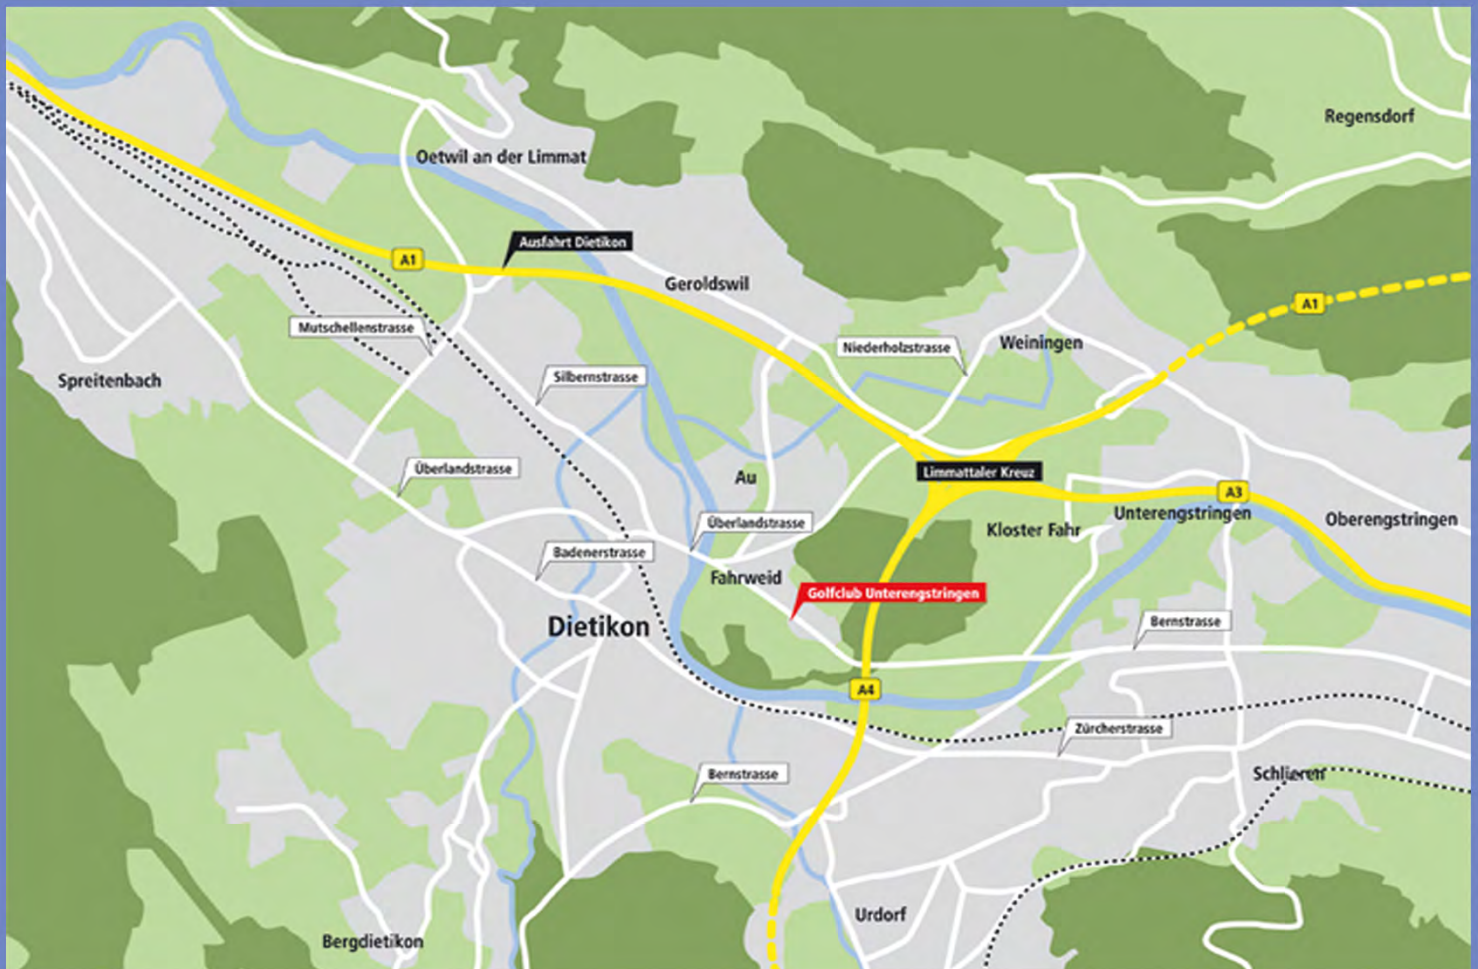 Regensdorf
Oetwil an der Limmat
Ausfahrt Dietikon
A1
Geroldswil
A1
Mutschellenstrasse
Niederholzstrasse
Weiningen
Spreitenbach
Silbernstrasse
Überlandstrasse
Au
Limmattaler Kreuz
A3
Unterengstringen
Oberengstringen
Überlandstrasse
Kloster Fahr
Badenerstrasse
Fahrweid
Golfclub Unterengstringen
Dietikon
Bernstrasse
A4
Zürcherstrasse
Bernstrasse
Schlieren
Urdorf
Bergdietikon